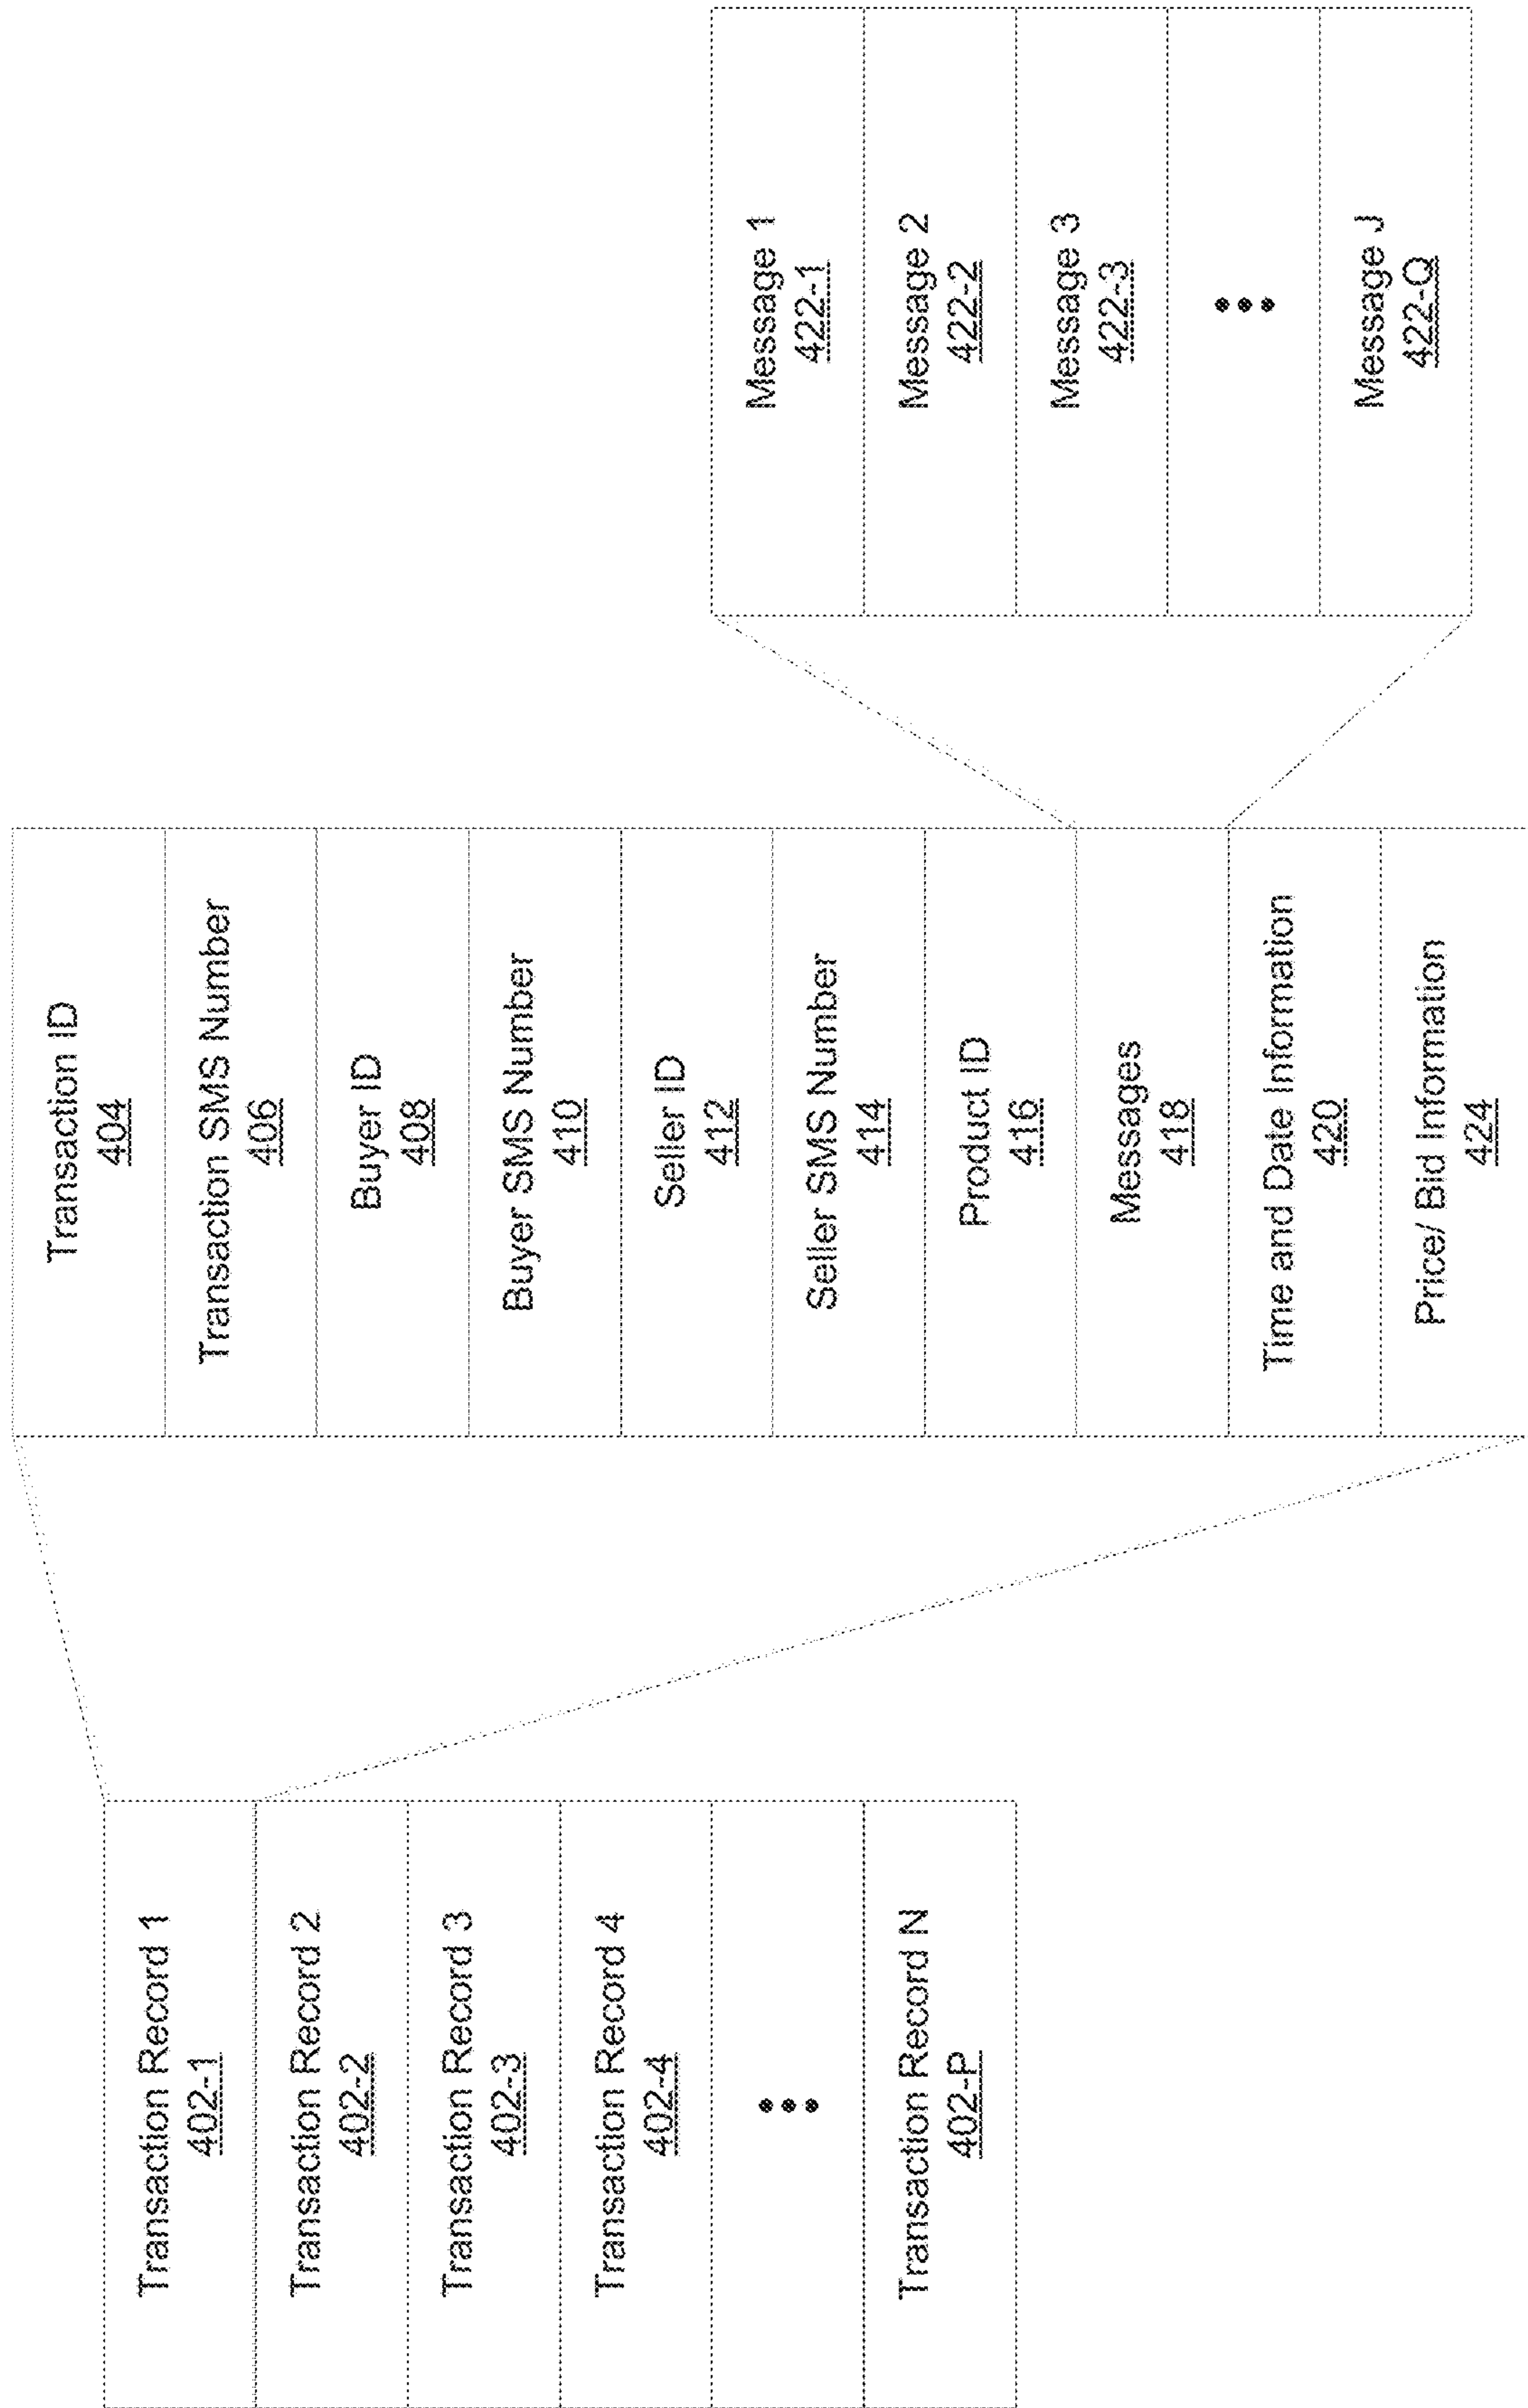 Transaction Record 1
402-1
Transaction Record 2
402-2
Transaction Record 3
402-3
Transaction Record 4
402-4
Transaction Record N
402-P
Transaction ID
404
Transaction SMS Number
406
Buyer ID
408
Buyer SMS Number
410
Seller ID
412
Seller SMS Number
414
Product ID
416
Messages
418
Time and Date Information
420
Price/ Bid Information
424
Message 1
422-1
Message 2
422-2
Message 3
422-3
Message J
422-Q